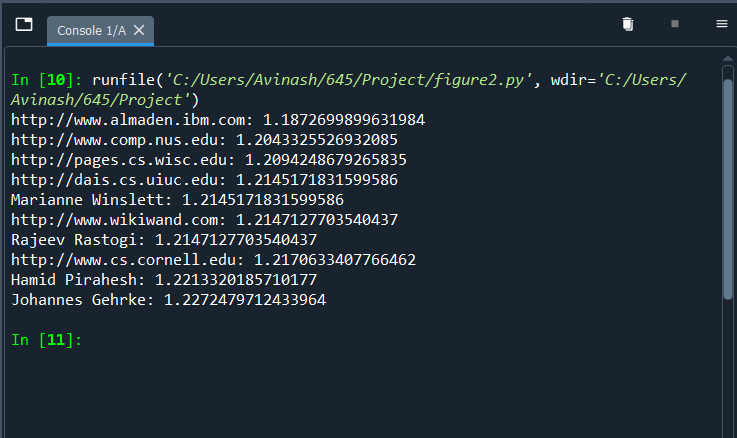 Console 1/A
In [10]: runfile('C:/Users/Avinash/645/Project/figure2.py', wdir='C:/Users/
Avinash/645/Project')
http://www.almaden.ibm.com: 1.1872699899631984
http://www.comp.nus.edu: 1.2043325526932085
http://pages.cs.wisc.edu: 1.2094248679265835
http://dais.cs.uiuc.edu: 1.2145171831599586
Marianne Winslett: 1.2145171831599586
http://www.wikiwand.com: 1.2147127703540437
Rajeev Rastogi: 1.2147127703540437
http://www.cs.cornell.edu: 1.2170633407766462
Hamid Pirahesh: 1.2213320185710177
Johannes Gehrke: 1.2272479712433964
In [11]: